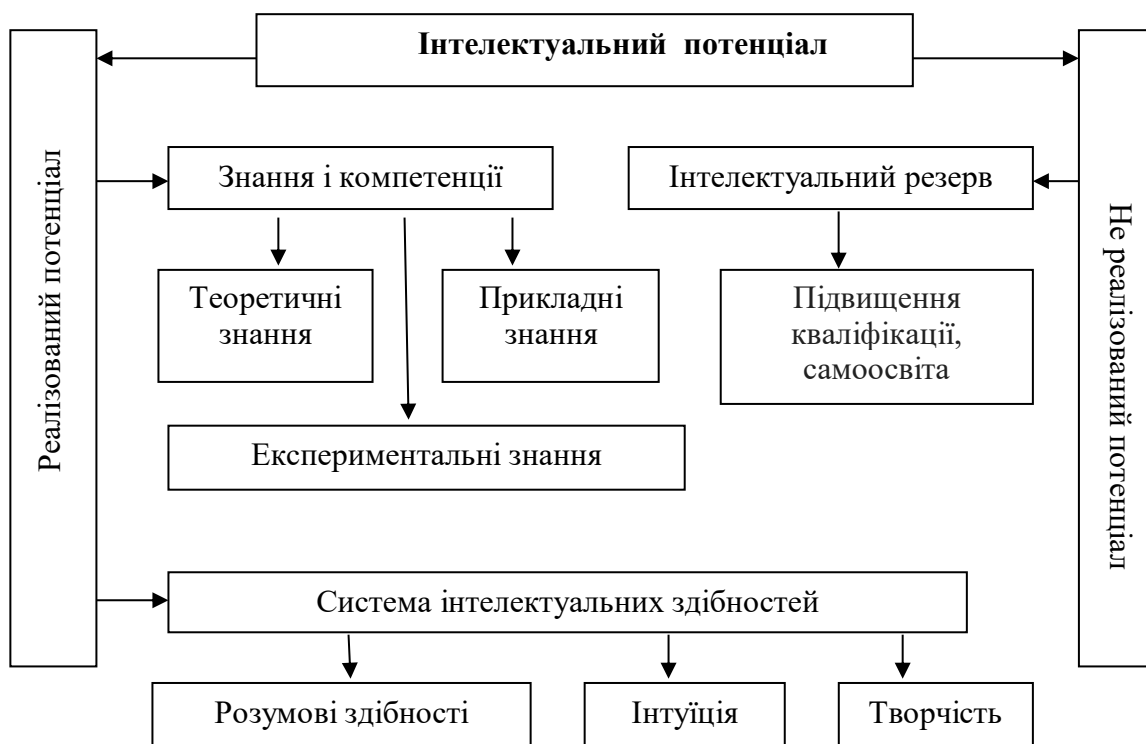 Інтелектуальний потенціал
Реалізований потенціал
Не реалізований потенціал
Знання і компетенції
Інтелектуальний резерв
Теоретичні
знання
Прикладні
знання
Підвищення
кваліфікації,
самоосвіта
Експериментальні знання
Система інтелектуальних здібностей
Розумові здібності
Інтуїція
Творчість